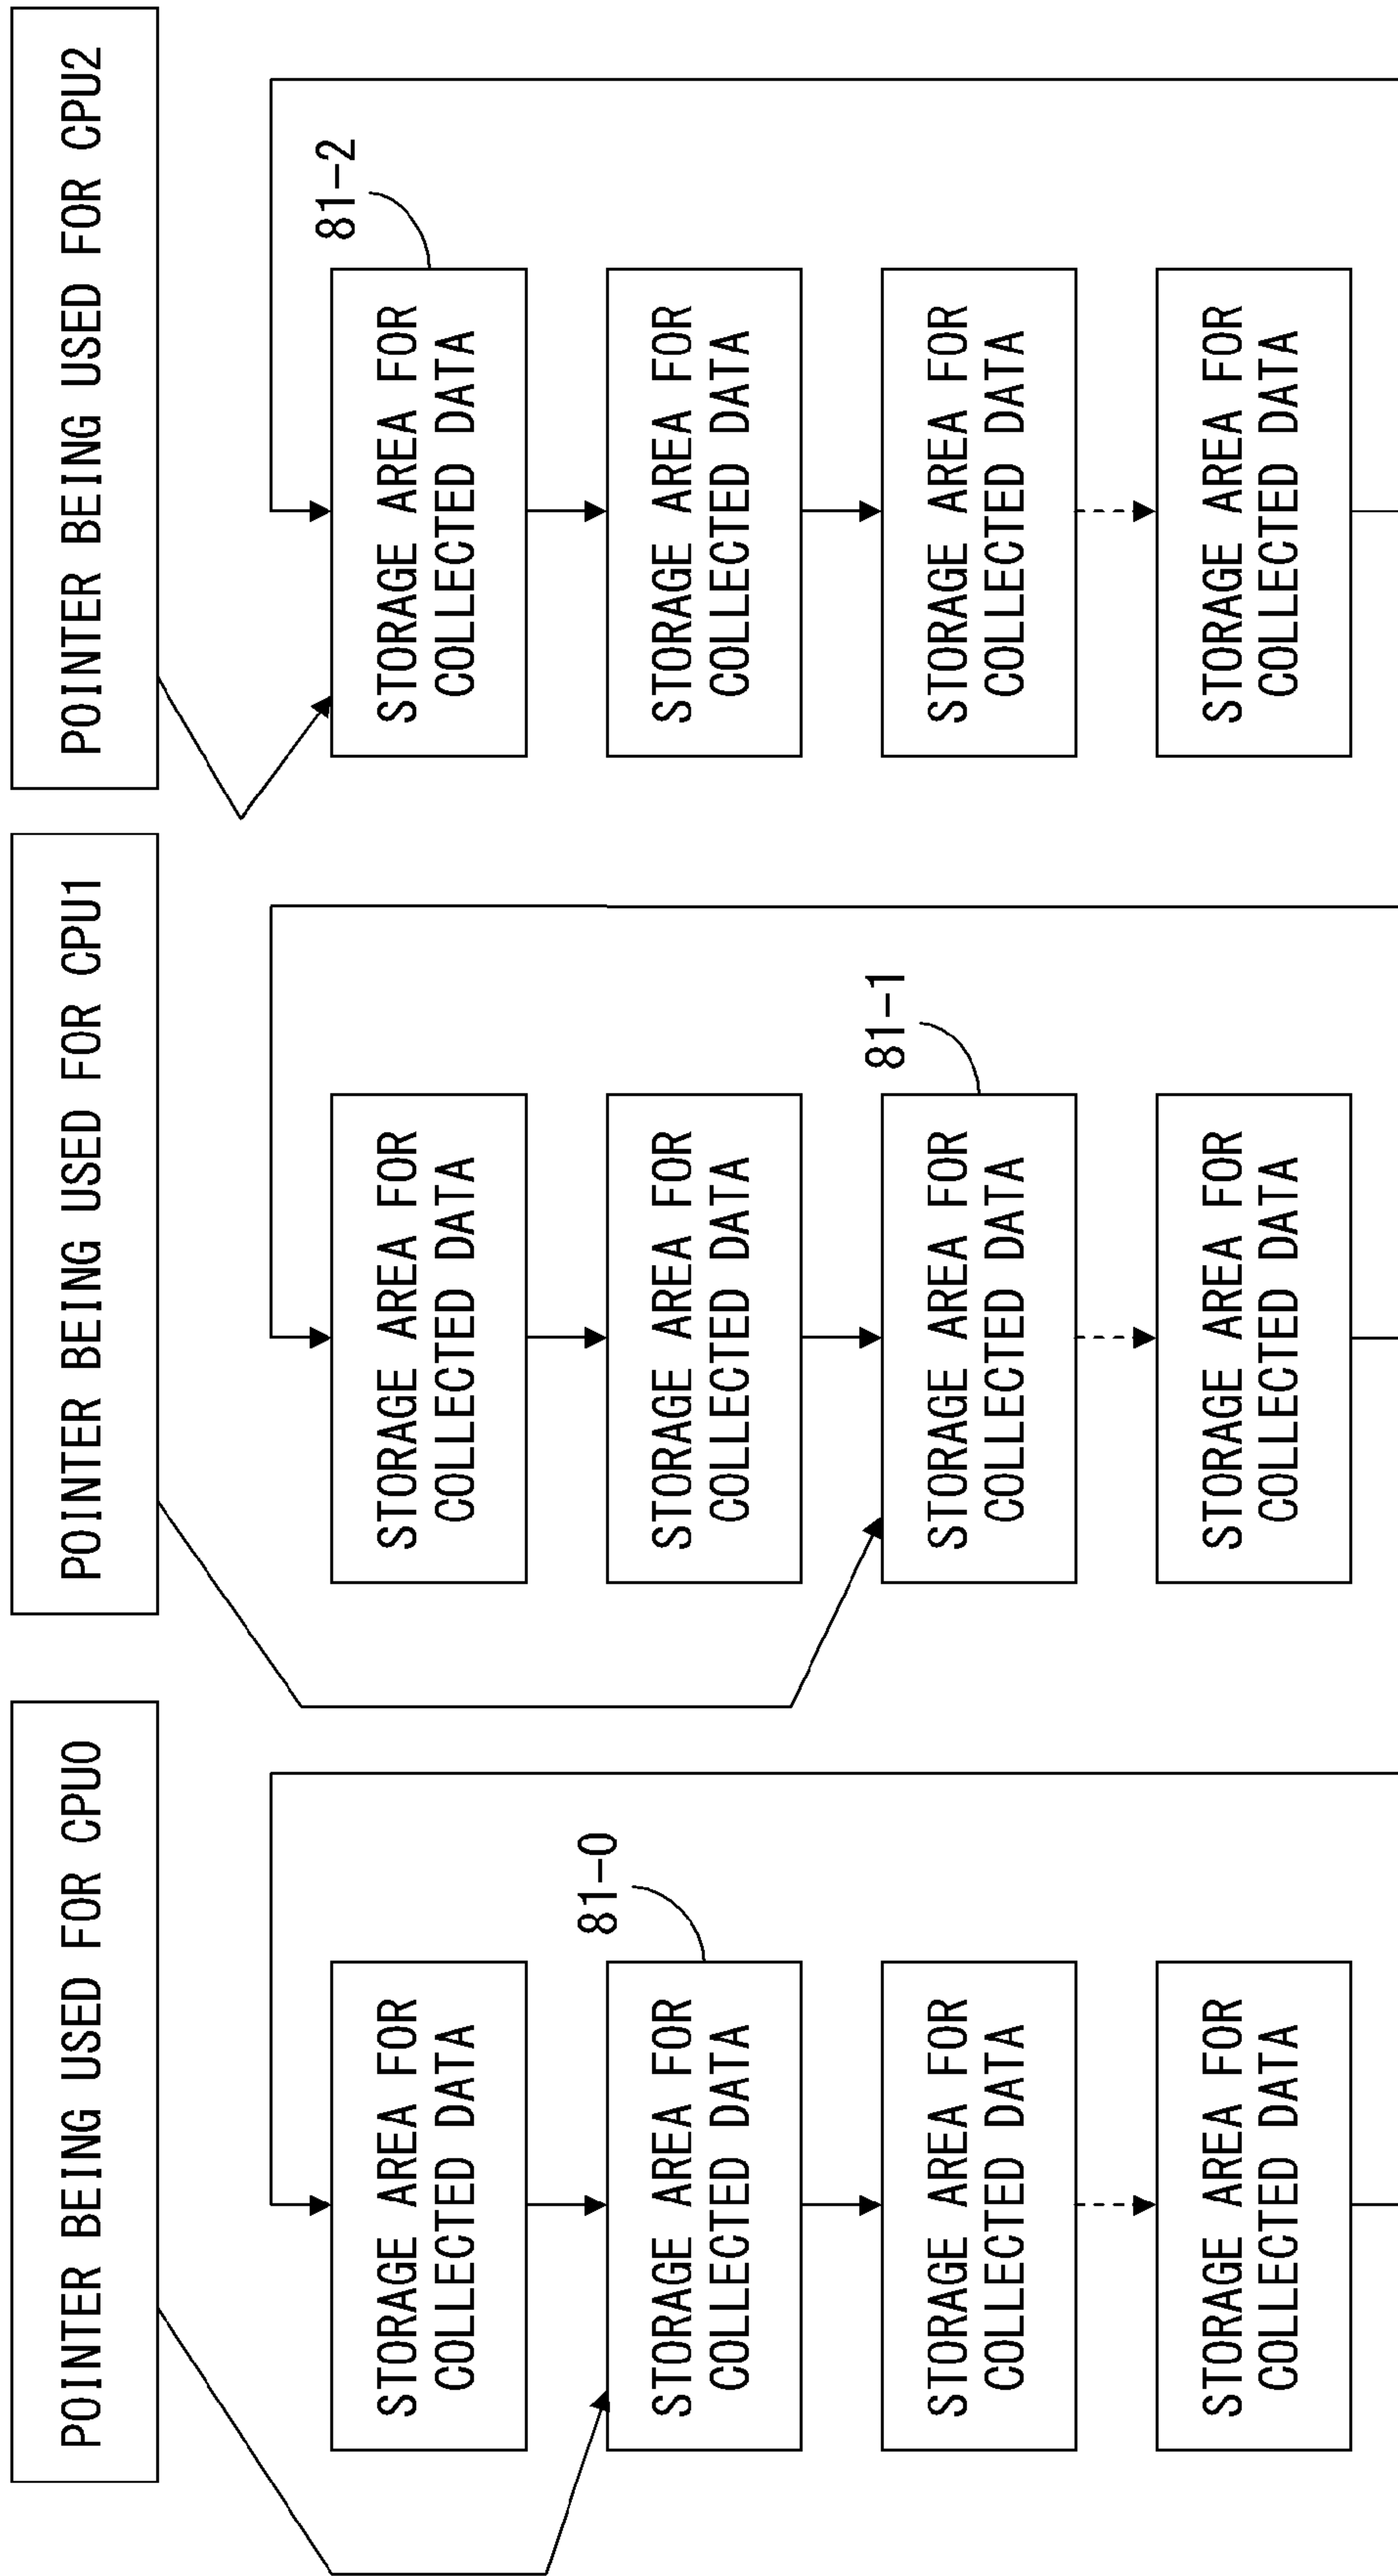 POINTER BEING USED FOR CPU0
STORAGE AREA FOR
COLLECTED DATA
81-0
STORAGE AREA FOR
COLLECTED DATA
STORAGE AREA FOR
COLLECTED DATA
STORAGE AREA FOR
COLLECTED DATA
POINTER BEING USED FOR CPU1
STORAGE AREA FOR
COLLECTED DATA
STORAGE AREA FOR
COLLECTED DATA
81-1
STORAGE AREA FOR
COLLECTED DATA
STORAGE AREA FOR
COLLECTED DATA
POINTER BEING USED FOR CPU2
81-2
STORAGE AREA FOR
COLLECTED DATA
STORAGE AREA FOR
COLLECTED DATA
STORAGE AREA FOR
COLLECTED DATA
STORAGE AREA FOR
COLLECTED DATA